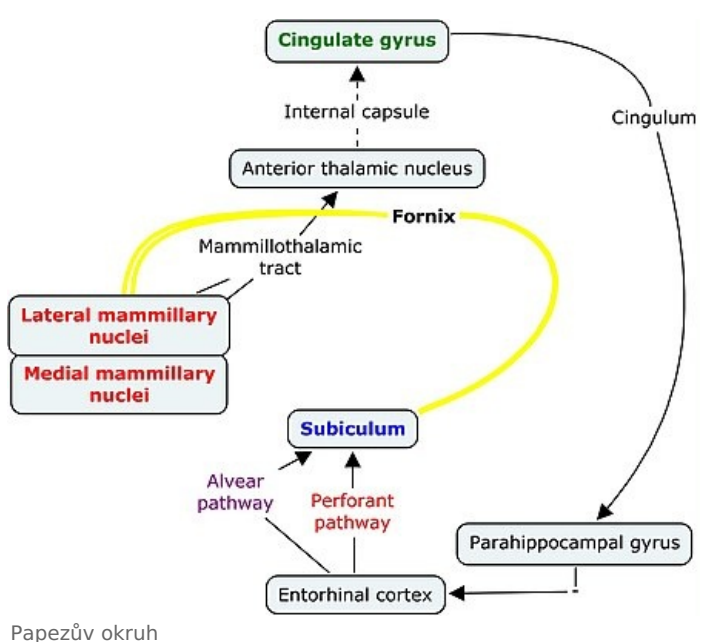 Cingulate gyrus
Internal capsule
Cingulum
Anterior thalamic nucleus
Fornix
Mammillothalamic
tract
Lateral mammillary
nuclei
Medial mammillary
nuclei
Subiculum
Alvear
pathway
Perforant
pathway
Parahippocampal gyrus
Entorhinal cortex
Papezův okruh